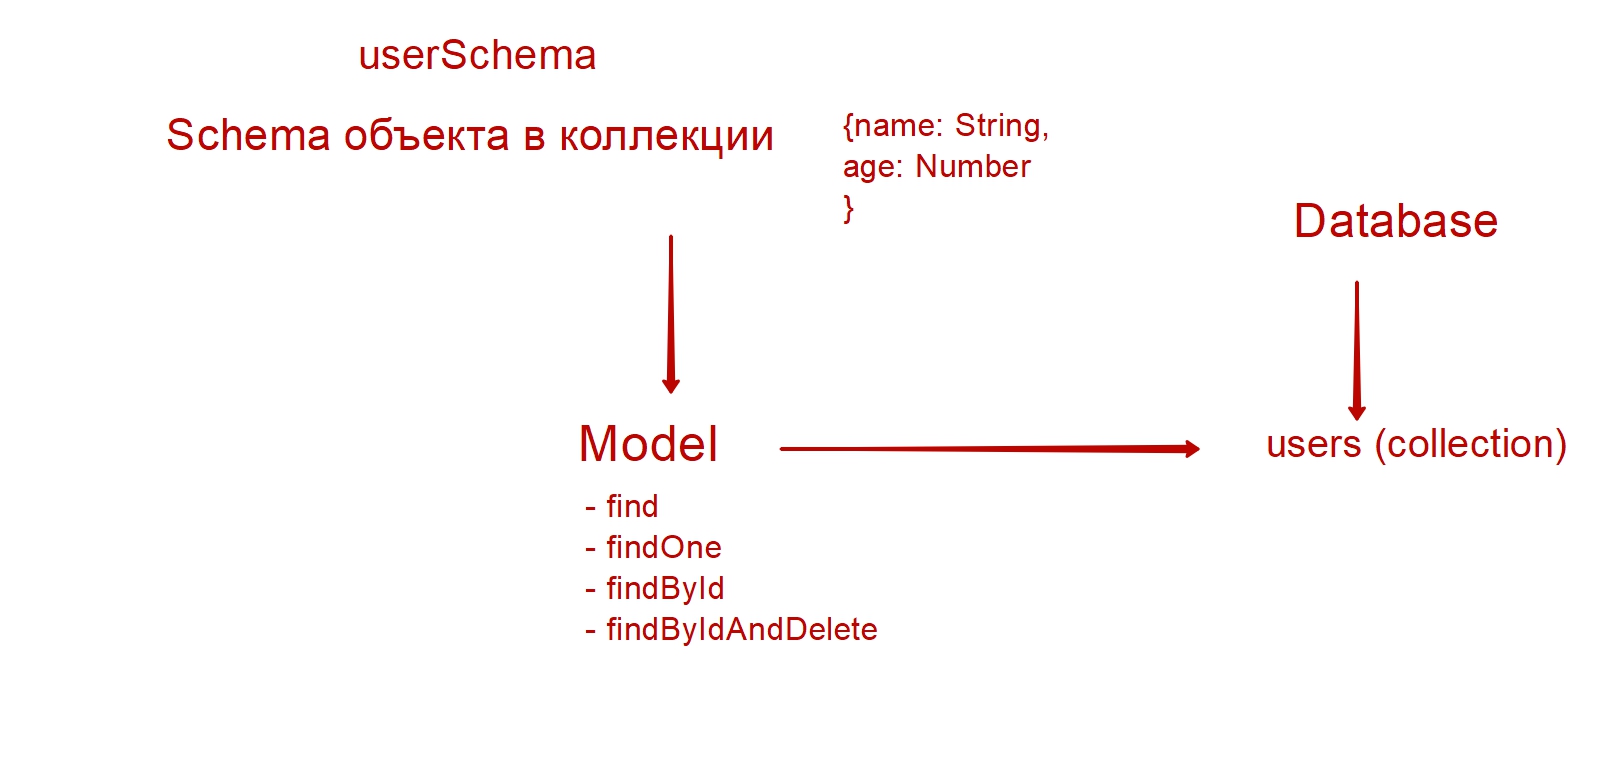 userSchema
Schema объекта в коллекции
{name: String,
age: Number
}
Database
Model
users (collection)
- find
- findOne
- findById
- findByIdAndDelete